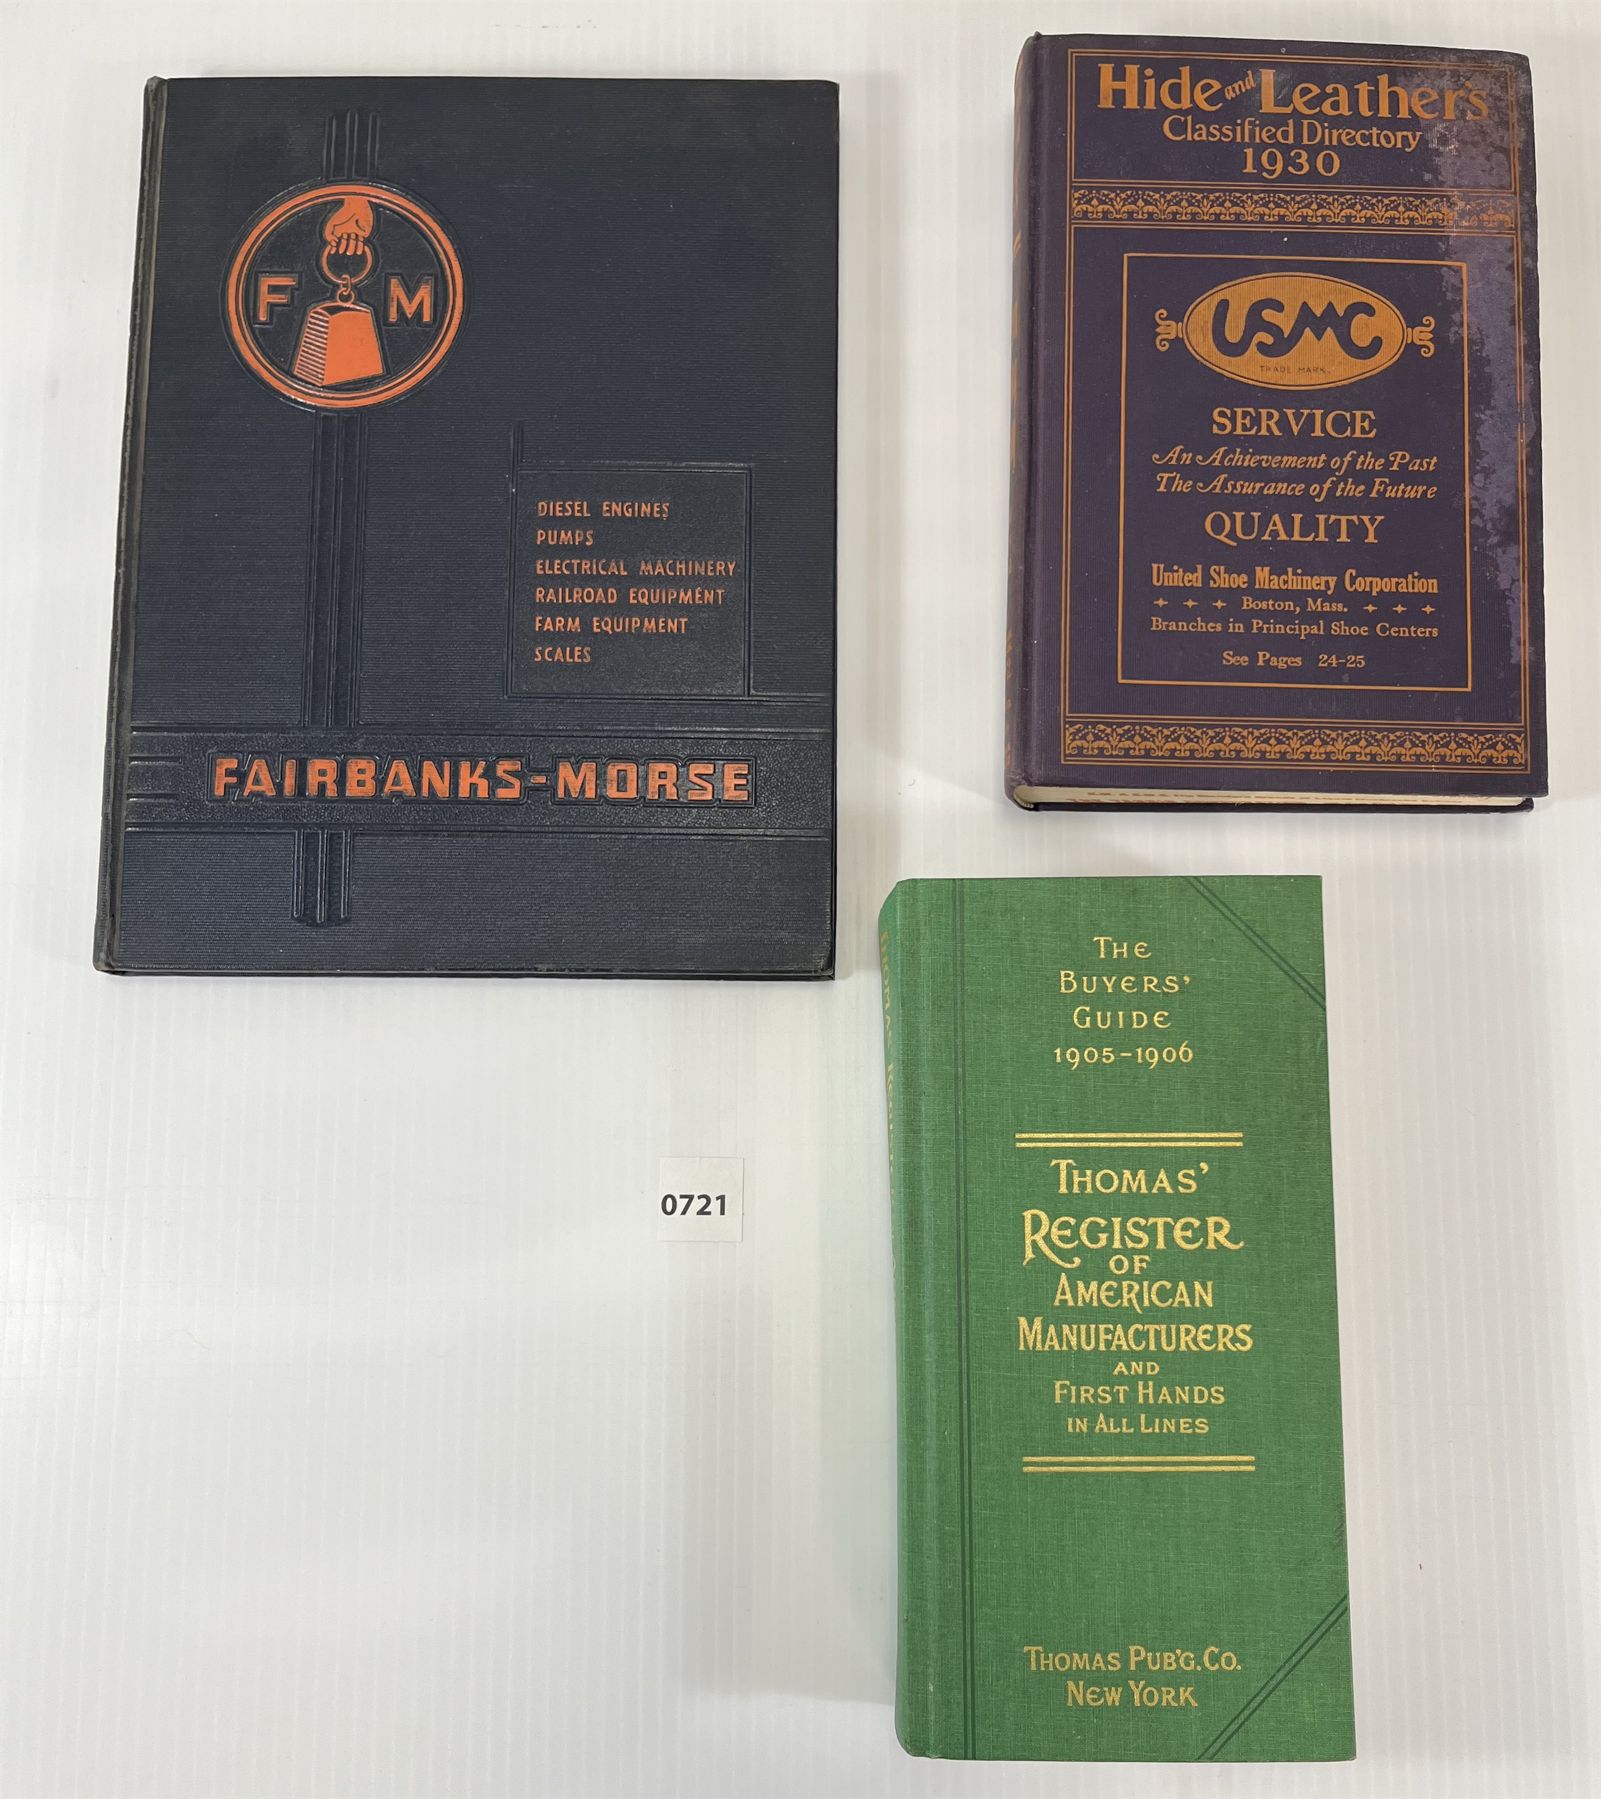 F M
DIESEL ENGINES
PUMPS
ELECTRICAL MACHINERY
RAILROAD EQUIPMENT
FARM EQUIPMENT
SCALES
FAIRBANKS-MORSE
Hide and Leather's
Classified Directory
1930
USMC
TRADE MARK.
SERVICE
An Achievement of the Past
The Assurance of the Future
QUALITY
United Shoe Machinery Corporation
Boston, Mass.
Branches in Principal Shoe Centers
See Pages 24-25
0721
THE
BUYERS'
GUIDE
1905-1906
THOMAS'
REGISTER
OF
AMERICAN
MANUFACTURERS
AND
FIRST HANDS
IN ALL LINES
THOMAS PUB'G. CO.
NEW YORK